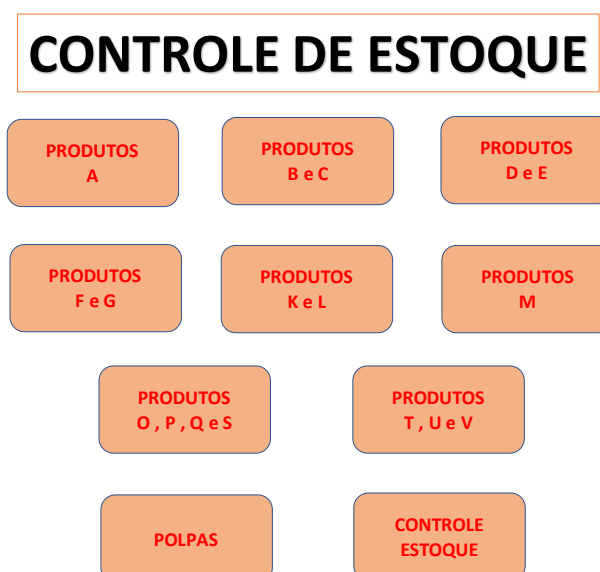 CONTROLE DE ESTOQUE
PRODUTOS
A
PRODUTOS
B e C
PRODUTOS
D e E
PRODUTOS
F e G
PRODUTOS
K e L
PRODUTOS
M
PRODUTOS
O , P , Q e S
PRODUTOS
T , U e V
POLPAS
CONTROLE
ESTOQUE